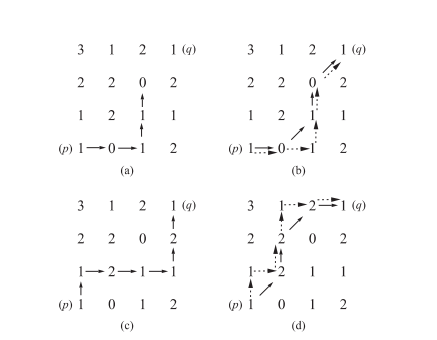 3 1 2 1 (q) 3 1 2 1 (q)
2 2 0 2 2 2 0 2
1 2 1 1 1 2 1 1
(p) 1 0 1 2 (p) 1 0 1 2
(a) (b)
3 1 2 1 (q) 3 1 2 1 (q)
2 2 0 2 2 2 0 2
1 2 1 1 1 2 1 1
(p) 1 0 1 2 (p) 1 0 1 2
(c) (d)